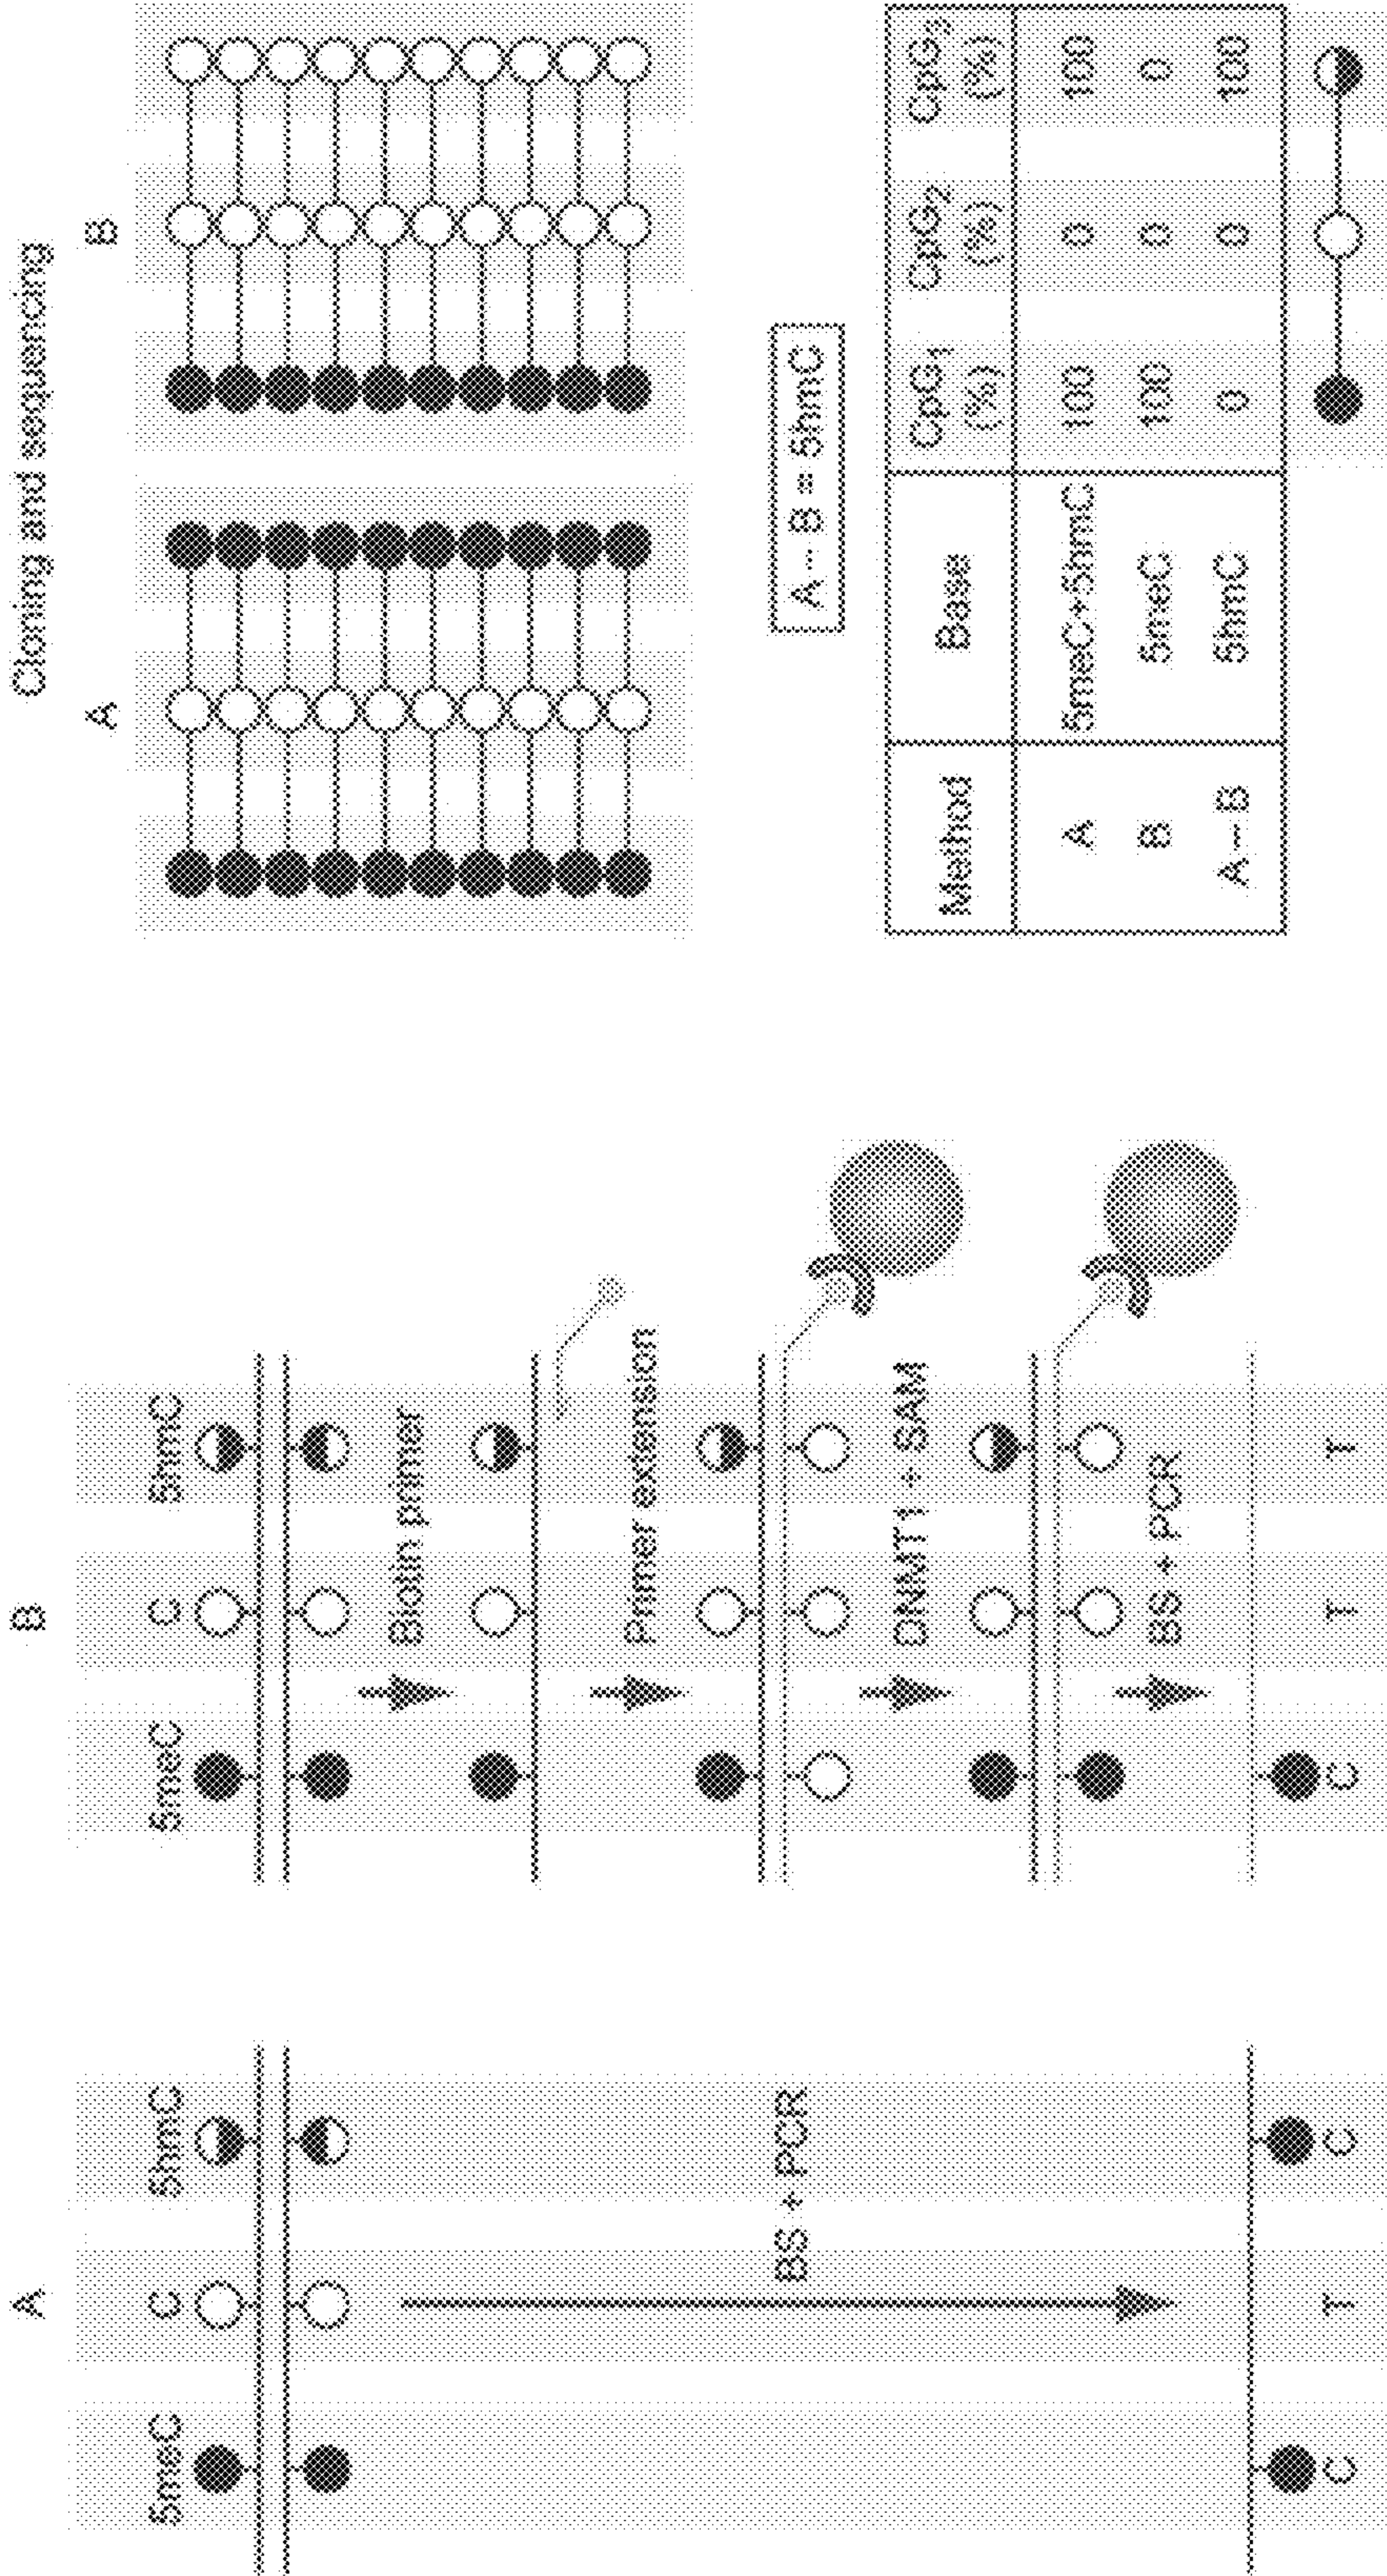 A
5meC C 5hmC
BS + PCR
C T C
B
5meC C 5hmC
Biotin primer
Primer extension
DNMT1 + SAM
BS + PCR
C T T
Cloning and sequencing
A B
A - B = 5hmC
Method Base CpG1 CpG2 CpG3
(%) (%) (%)
A 5meC+5hmC 100 0 100
B 5meC 100 0 0
A - B 5hmC 0 0 100